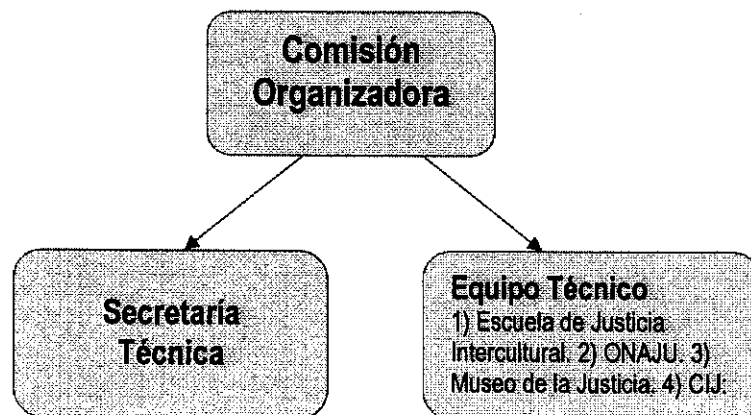 Comisión
Organizadora
Secretaría
Técnica
Equipo Técnico
1) Escuela de Justicia
Intercultural. 2) ONAJU. 3)
Museo de la Justicia. 4) CIJ.